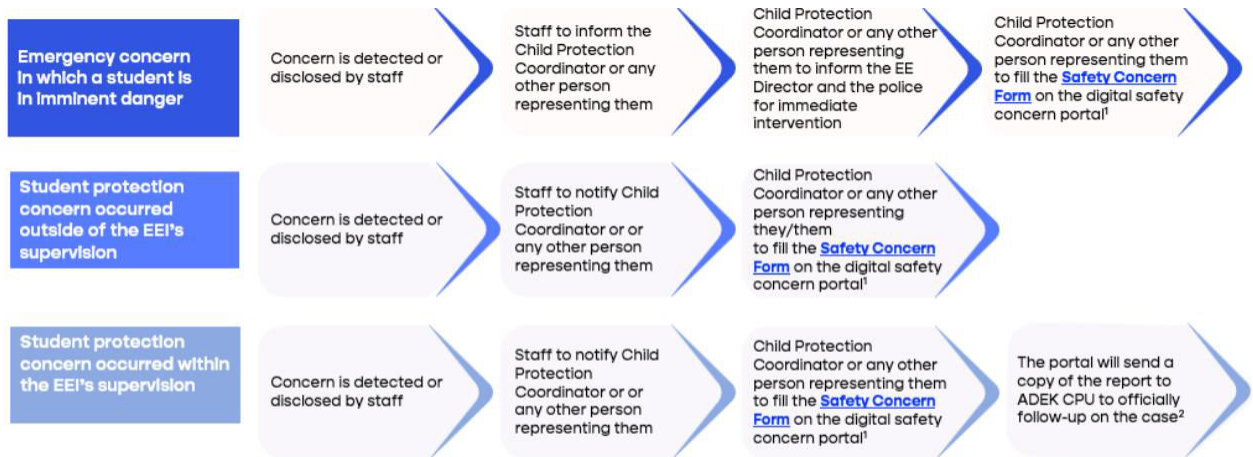 Emergency concern
in which a student is
in imminent danger
Concern is detected or
disclosed by staff
Staff to inform the
Child Protection
Coordinator or any
other person
representing them
Child Protection
Coordinator or any other
person representing
them to inform the EE
Director and the police
for immediate
intervention
Child Protection
Coordinator or any other
person representing them
to fill the Safety Concern
Form on the digital safety
concern portal¹
Student protection
concern occurred
outside of the EEI's
supervision
Concern is detected or
disclosed by staff
Staff to notify Child
Protection
Coordinator or or
any other person
representing them
Child Protection
Coordinator or any other
person representing
they/them
to fill the Safety Concern
Form on the digital safety
concern portal¹
Student protection
concern occurred within
the EEI's supervision
Concern is detected or
disclosed by staff
Staff to notify Child
Protection
Coordinator or or
any other person
representing them
Child Protection
Coordinator or any other
person representing them
to fill the Safety Concern
Form on the digital safety
concern portal¹
The portal will send a
copy of the report to
ADEK CPU to officially
follow-up on the case²